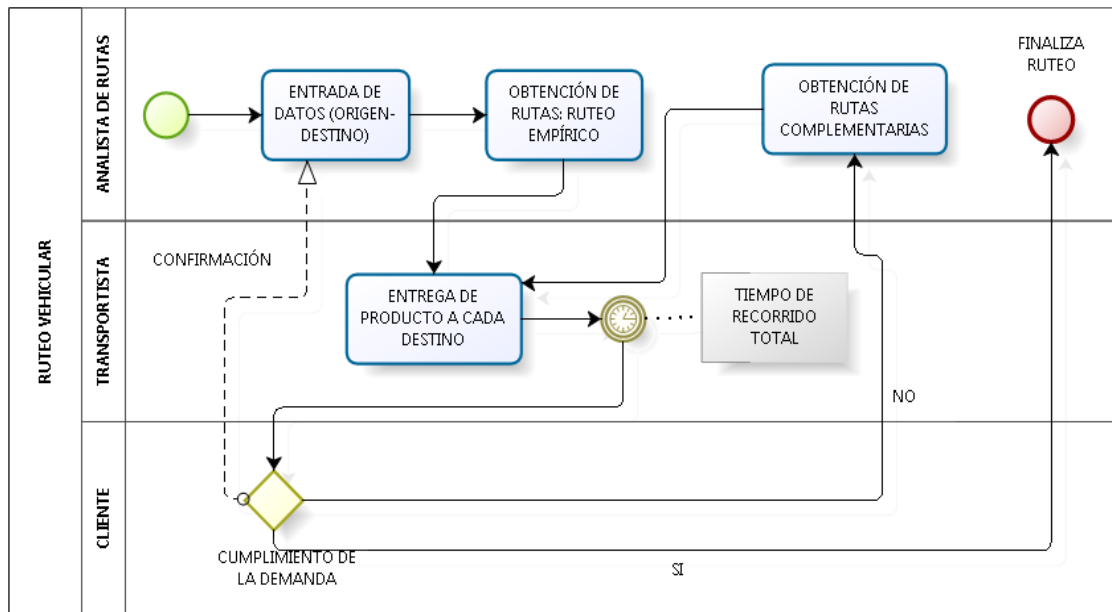 RUTEO VEHICULAR
ANALISTA DE RUTAS
ENTRADA DE
DATOS (ORIGEN-
DESTINO)
OBTENCIÓN DE
RUTAS: RUTEO
EMPÍRICO
OBTENCIÓN DE
RUTAS
COMPLEMENTARIAS
FINALIZA
RUTEO
TRANSPORTISTA
CONFIRMACIÓN
ENTREGA DE
PRODUCTO A CADA
DESTINO
TIEMPO DE
RECORRIDO
TOTAL
NO
CLIENTE
CUMPLIMIENTO DE
LA DEMANDA
SI